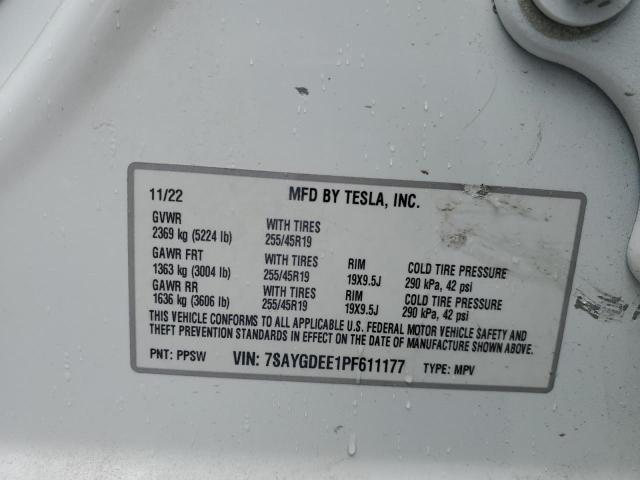 11/22 MFD BY TESLA, INC.
GVWR
2369 kg (5224 lb) WITH TIRES 255/45R19
GAWR FRT
1363 kg (3004 lb) WITH TIRES 255/45R19 RIM 19X9.5J COLD TIRE PRESSURE 290 kPa, 42 psi
GAWR RR
1636 kg (3606 lb) WITH TIRES 255/45R19 RIM 19X9.5J COLD TIRE PRESSURE 290 kPa, 42 psi
THIS VEHICLE CONFORMS TO ALL APPLICABLE U.S. FEDERAL MOTOR VEHICLE SAFETY AND
THEFT PREVENTION STANDARDS IN EFFECT ON THE DATE OF MANUFACTURE SHOWN ABOVE.
PNT: PPSW VIN: 7SAYGDEE1PF611177 TYPE: MPV